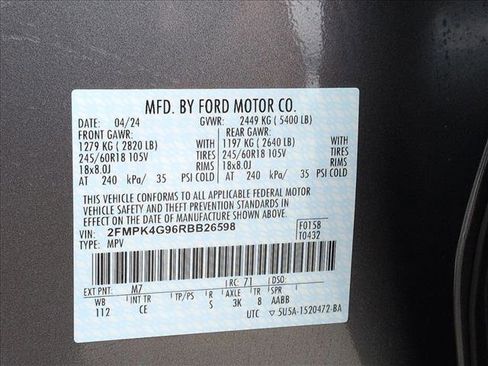 MFD. BY FORD MOTOR CO.
DATE: 04/24 GVWR: 2449 KG ( 5400 LB)
FRONT GAWR: REAR GAWR:
1279 KG ( 2820 LB) 1197 KG ( 2640 LB)
245/60R18 105V TIRES 245/60R18 105V TIRES
18x8.0J RIMS 18x8.0J RIMS
AT 240 kPa/ 35 PSI COLD AT 240 kPa/ 35 PSI COLD
THIS VEHICLE CONFORMS TO ALL APPLICABLE FEDERAL MOTOR
VEHICLE SAFETY AND THEFT PREVENTION STANDARDS IN
EFFECT ON THE DATE OF MANUFACTURE SHOWN ABOVE.
VIN: 2FMPK4G96RBB26598 F0158
TYPE: MPV T0432
EXT PNT: M7 RC: 71 DSO:
WB INT TR TP/PS R AXLE TR SPR
112 CE S 3K 8 AABB
UTC ▽ 5U5A-1520472-BA